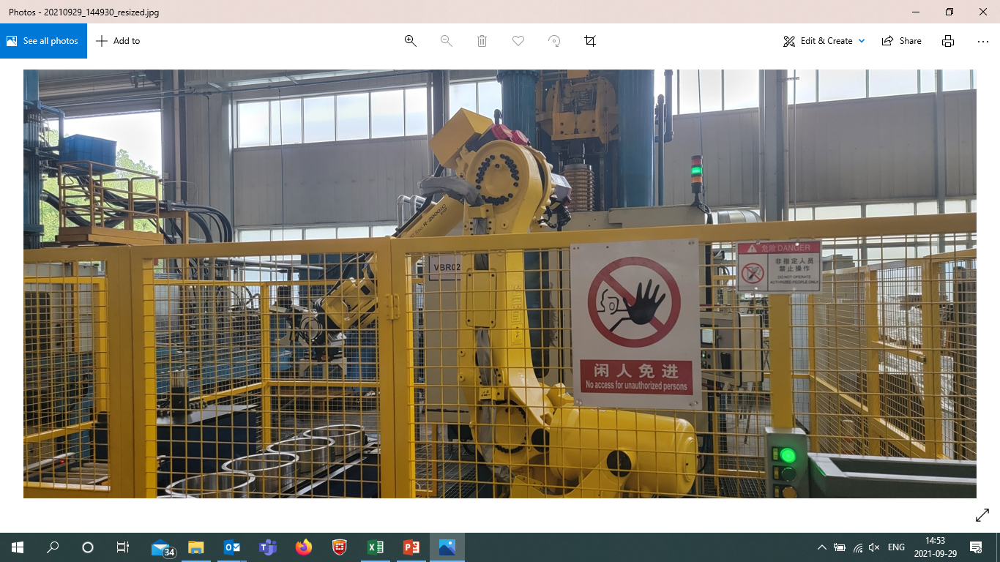 Photos - 20210929_144930_resized.jpg
See all photos
Add to
Edit & Create
Share
R-2000iC
VBR02
危险 DANGER
非指定人员
禁止操作
DO NOT OPERATE
AUTHORIZED PEOPLE ONLY
闲人免进
No access for unauthorized persons
34
ENG
14:53
2021-09-29